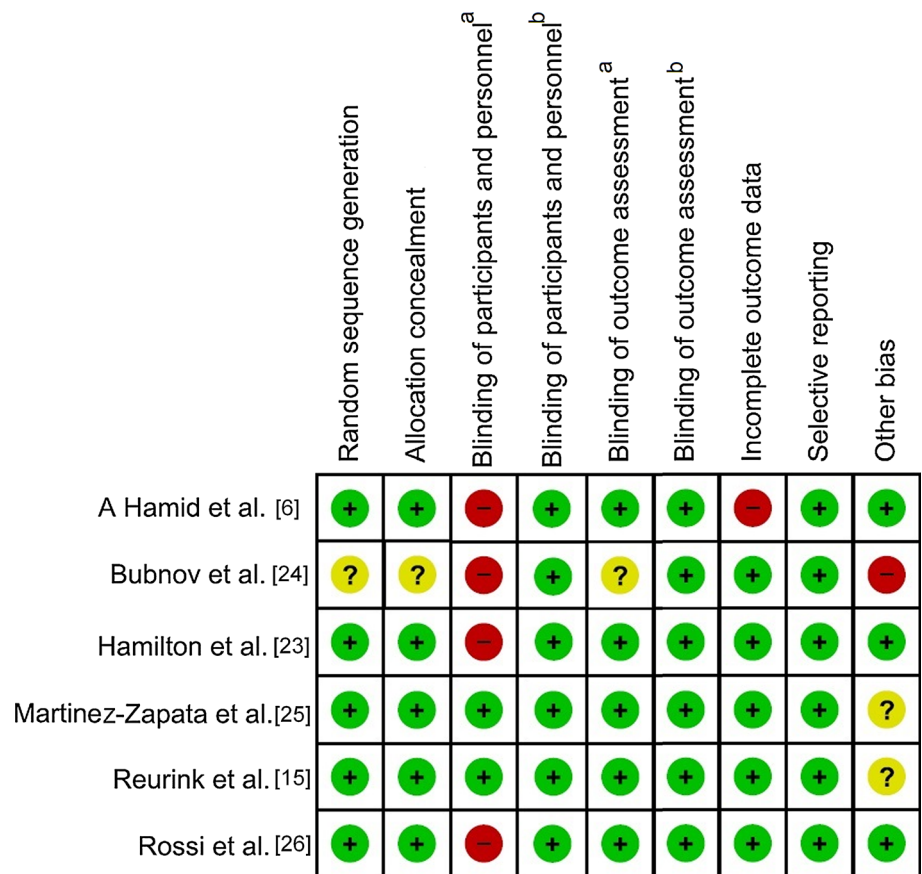 Random sequence generation
Allocation concealment
Blinding of participants and personnel a
Blinding of participants and personnel b
Blinding of outcome assessment a
Blinding of outcome assessment b
Incomplete outcome data
Selective reporting
Other bias
A Hamid et al. [6] + + − + + + − + +
Bubnov et al. [24] ? ? − + ? + + + −
Hamilton et al. [23] + + − + + + + + +
Martinez-Zapata et al.[25] + + + + + + + + ?
Reurink et al. [15] + + + + + + + + ?
Rossi et al. [26] + + − + + + + + +